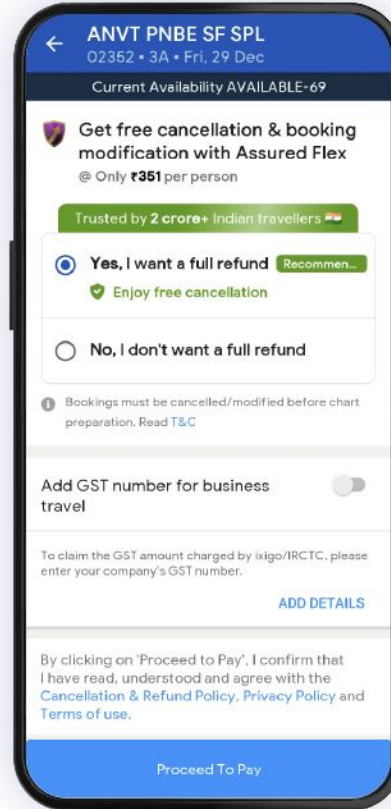 ANVT PNBE SF SPL
02352 • 3A • Fri, 29 Dec
Current Availability AVAILABLE-69
Get free cancellation & booking
modification with Assured Flex
@ Only ₹351 per person
Trusted by 2 crore+ Indian travellers
Yes, I want a full refund Recommen...
Enjoy free cancellation
No, I don't want a full refund
Bookings must be cancelled/modified before chart
preparation. Read T&C
Add GST number for business
travel
To claim the GST amount charged by ixigo/IRCTC, please
enter your company's GST number.
ADD DETAILS
By clicking on 'Proceed to Pay', I confirm that
I have read, understood and agree with the
Cancellation & Refund Policy, Privacy Policy and
Terms of use.
Proceed To Pay